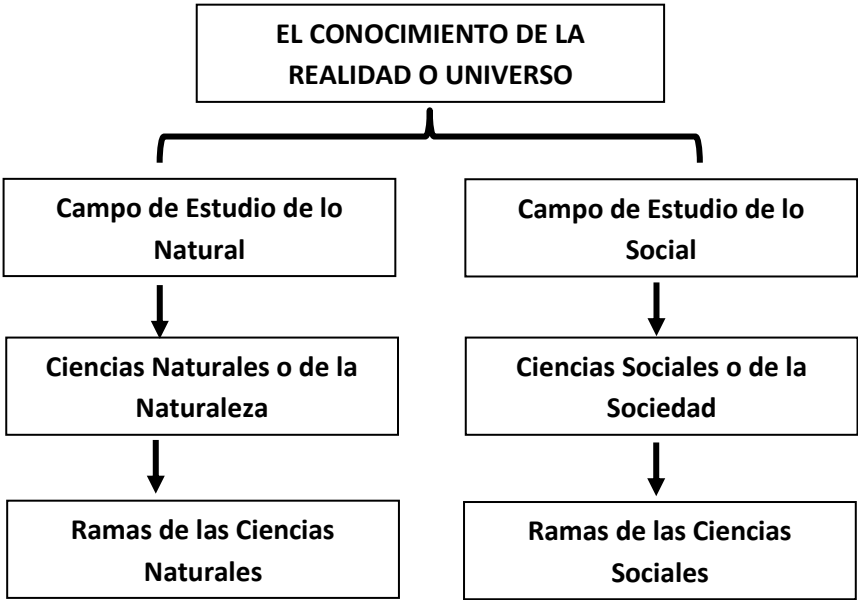 EL CONOCIMIENTO DE LA
REALIDAD O UNIVERSO
Campo de Estudio de lo
Natural
Campo de Estudio de lo
Social
Ciencias Naturales o de la
Naturaleza
Ciencias Sociales o de la
Sociedad
Ramas de las Ciencias
Naturales
Ramas de las Ciencias
Sociales